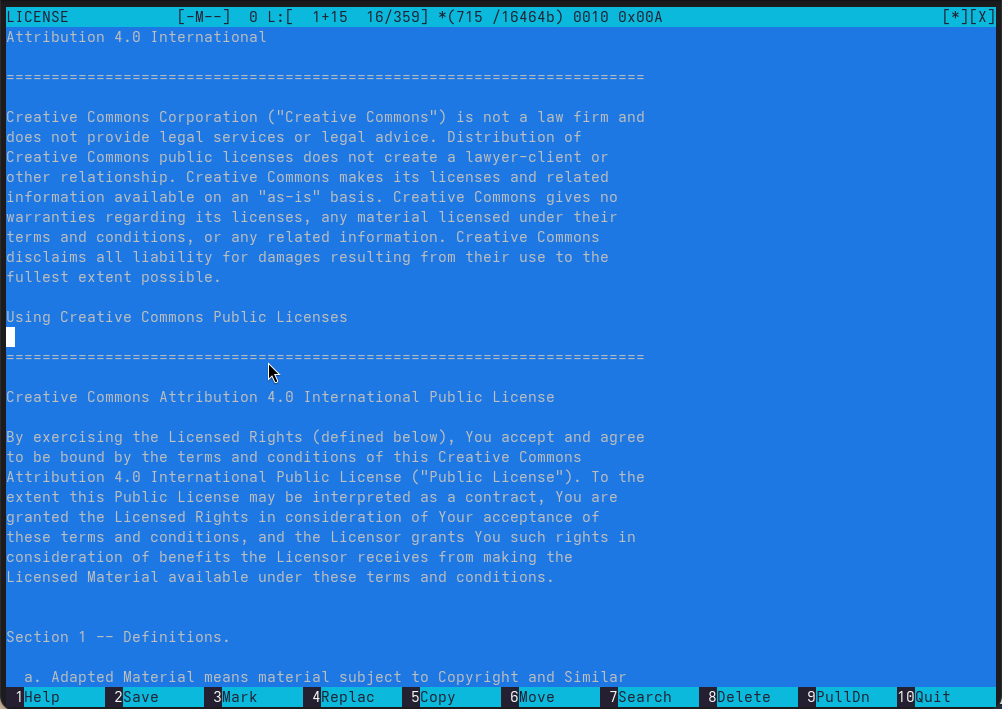 LICENSE [-M--] 0 L:[ 1+15 16/359] *(715 /16464b) 0010 0x00A [*][X]
Attribution 4.0 International
=======================================================================
Creative Commons Corporation ("Creative Commons") is not a law firm and
does not provide legal services or legal advice. Distribution of
Creative Commons public licenses does not create a lawyer-client or
other relationship. Creative Commons makes its licenses and related
information available on an "as-is" basis. Creative Commons gives no
warranties regarding its licenses, any material licensed under their
terms and conditions, or any related information. Creative Commons
disclaims all liability for damages resulting from their use to the
fullest extent possible.
Using Creative Commons Public Licenses
=======================================================================
Creative Commons Attribution 4.0 International Public License
By exercising the Licensed Rights (defined below), You accept and agree
to be bound by the terms and conditions of this Creative Commons
Attribution 4.0 International Public License ("Public License"). To the
extent this Public License may be interpreted as a contract, You are
granted the Licensed Rights in consideration of Your acceptance of
these terms and conditions, and the Licensor grants You such rights in
consideration of benefits the Licensor receives from making the
Licensed Material available under these terms and conditions.
Section 1 -- Definitions.
a. Adapted Material means material subject to Copyright and Similar
1Help 2Save 3Mark 4Replac 5Copy 6Move 7Search 8Delete 9PullDn 10Quit